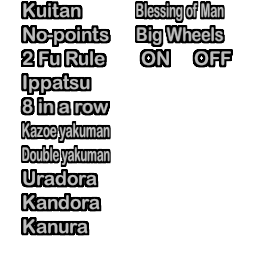 Kuitan
No-points
2 Fu Rule
Ippatsu
8 in a row
Kazoe yakuman
Double yakuman
Uradora
Kandora
Kanura
Blessing of Man
Big Wheels
ON OFF